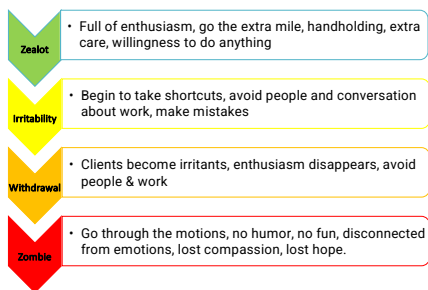 Zealot
• Full of enthusiasm, go the extra mile, handholding, extra
care, willingness to do anything
Irritability
• Begin to take shortcuts, avoid people and conversation
about work, make mistakes
Withdrawal
• Clients become irritants, enthusiasm disappears, avoid
people & work
Zombie
• Go through the motions, no humor, no fun, disconnected
from emotions, lost compassion, lost hope.